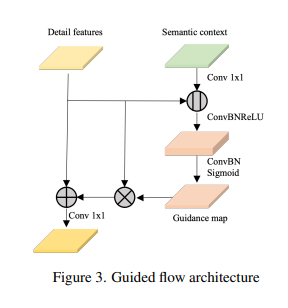 Detail features
Semantic context
Conv 1x1
ConvBNReLU
ConvBN
Sigmoid
Conv 1x1
Guidance map
Figure 3. Guided flow architecture